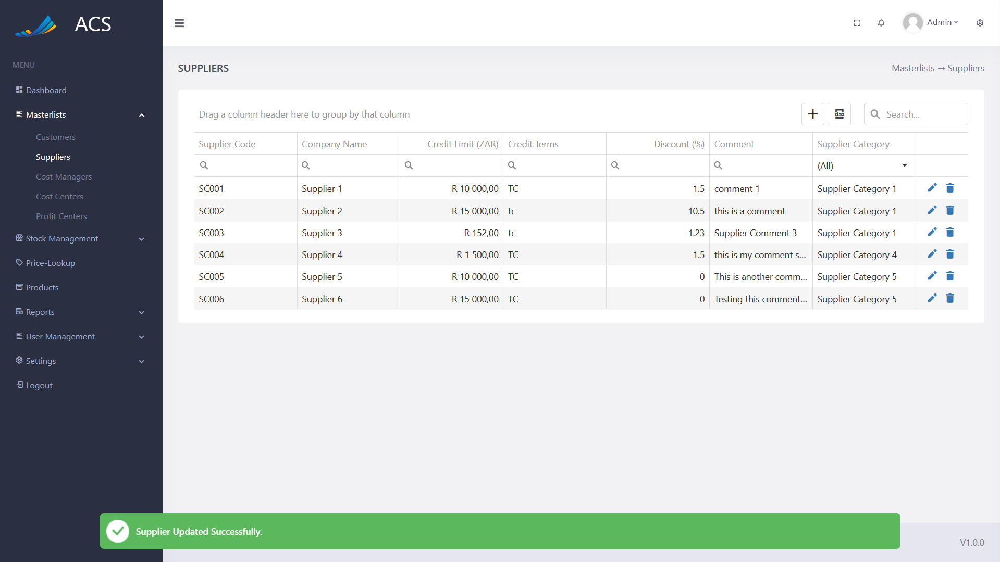 ACS
Admin
MENU
Dashboard
Masterlists
Customers
Suppliers
Cost Managers
Cost Centers
Profit Centers
Stock Management
Price-Lookup
Products
Reports
User Management
Settings
Logout
SUPPLIERS
Masterlists → Suppliers
Drag a column header here to group by that column
xlsx
Search...
Supplier Code Company Name Credit Limit (ZAR) Credit Terms Discount (%) Comment Supplier Category
(All)
SC001 Supplier 1 R 10 000,00 TC 1.5 comment 1 Supplier Category 1
SC002 Supplier 2 R 15 000,00 tc 10.5 this is a comment Supplier Category 1
SC003 Supplier 3 R 152,00 tc 1.23 Supplier Comment 3 Supplier Category 1
SC004 Supplier 4 R 1 500,00 TC 1.5 this is my comment s... Supplier Category 4
SC005 Supplier 5 R 10 000,00 TC 0 This is another comm... Supplier Category 5
SC006 Supplier 6 R 15 000,00 TC 0 Testing this comment... Supplier Category 5
Supplier Updated Successfully.
V1.0.0